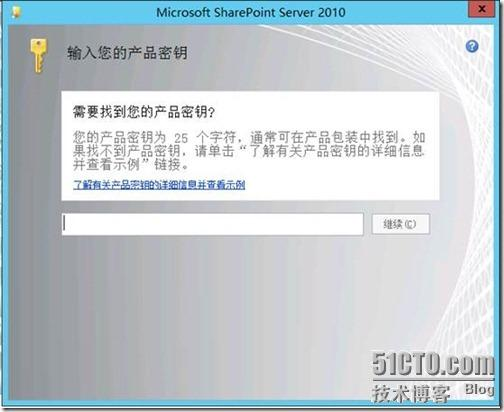 Microsoft SharePoint Server 2010
输入您的产品密钥
需要找到您的产品密钥?
您的产品密钥为 25 个字符，通常可在产品包装中找到。如
果找不到产品密钥，请单击“了解有关产品密钥的详细信息
并查看示例”链接。
了解有关产品密钥的详细信息并查看示例
继续(C)
51CTO.com
技术博客 Blog